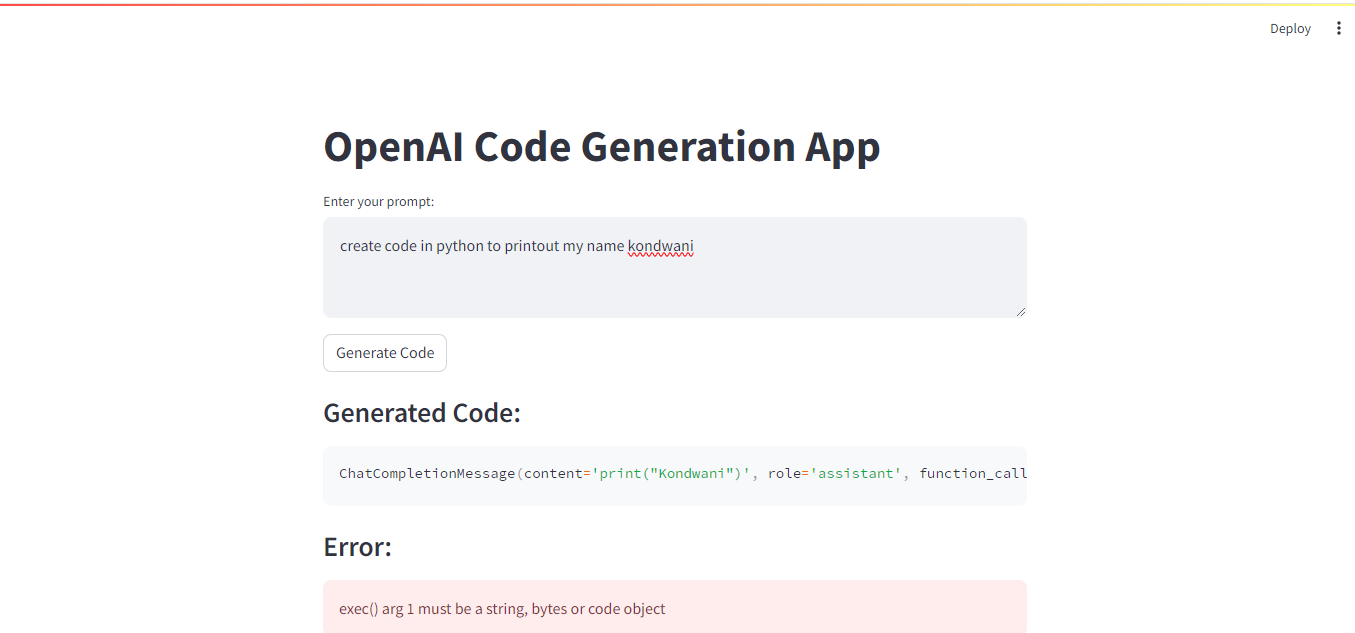 Deploy
OpenAI Code Generation App
Enter your prompt:
create code in python to printout my name kondwani
Generate Code
Generated Code:
ChatCompletionMessage(content='print("Kondwani")', role='assistant', function_call
Error:
exec() arg 1 must be a string, bytes or code object